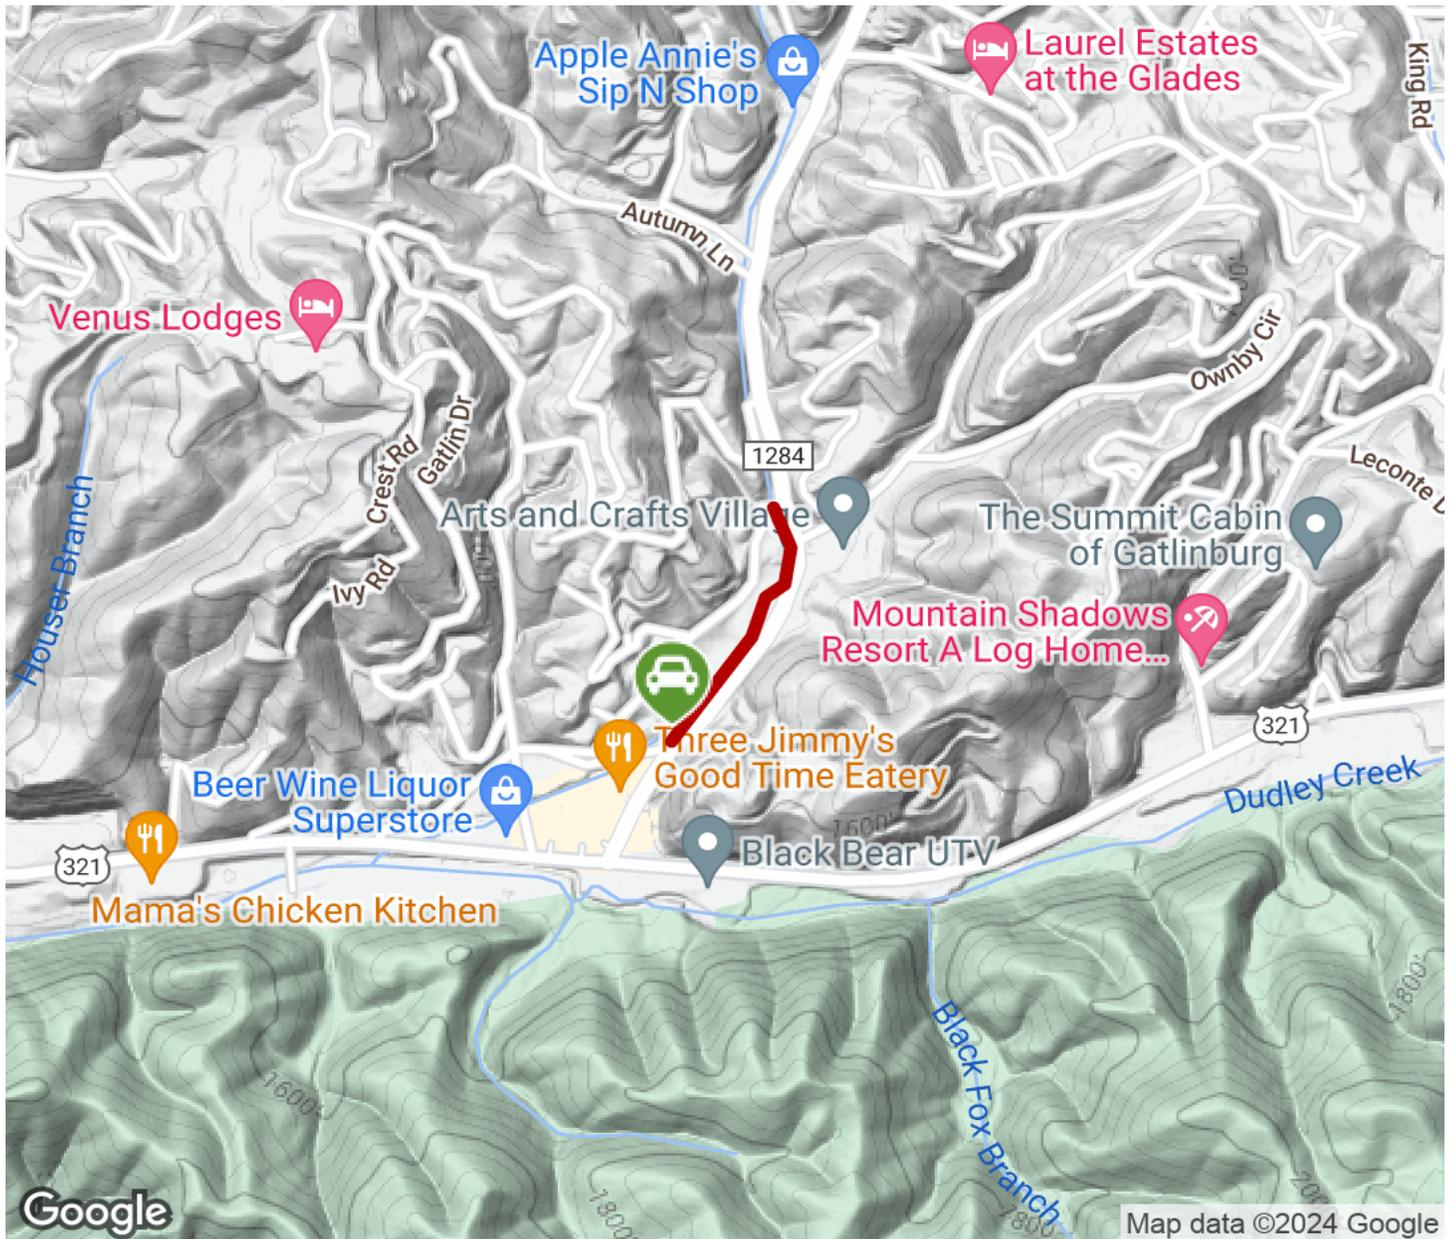 Apple Annie's
Sip N Shop
Laurel Estates
at the Glades
King Rd
Autumn Ln
Venus Lodges
Ownby Cir
Gatlin Dr
Crest Rd
1284
Houser Branch
Arts and Crafts Village
The Summit Cabin
of Gatlinburg
Ivy Rd
Mountain Shadows
Resort A Log Home...
321
Three Jimmy's
Good Time Eatery
Beer Wine Liquor
Superstore
Dudley Creek
1600'
Black Bear UTV
321
Mama's Chicken Kitchen
1800'
Black Fox Branch
1600'
1800'
1800'
Google
Map data ©2024 Google